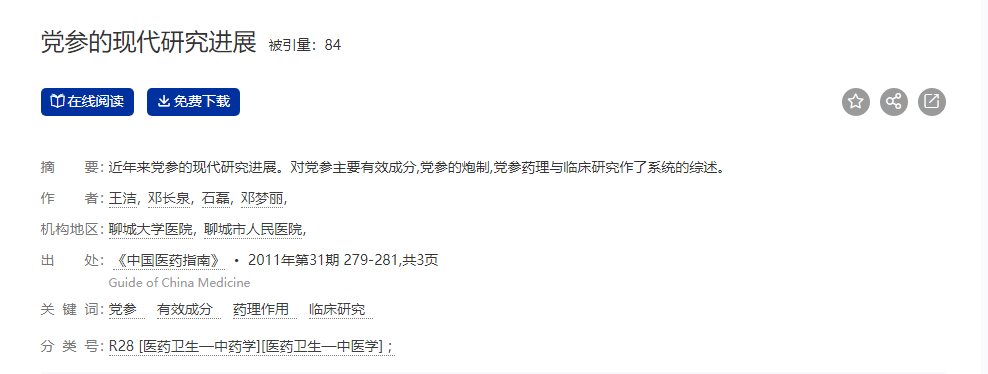 党参的现代研究进展 被引量：84
在线阅读 免费下载
摘 要：近年来党参的现代研究进展。对党参主要有效成分,党参的炮制,党参药理与临床研究作了系统的综述。
作 者：王洁, 邓长泉, 石磊, 邓梦丽,
机构地区：聊城大学医院, 聊城市人民医院,
出 处：《中国医药指南》 • 2011年第31期 279-281,共3页
Guide of China Medicine
关 键 词：党参 有效成分 药理作用 临床研究
分 类 号：R28 [医药卫生—中药学][医药卫生—中医学] ;